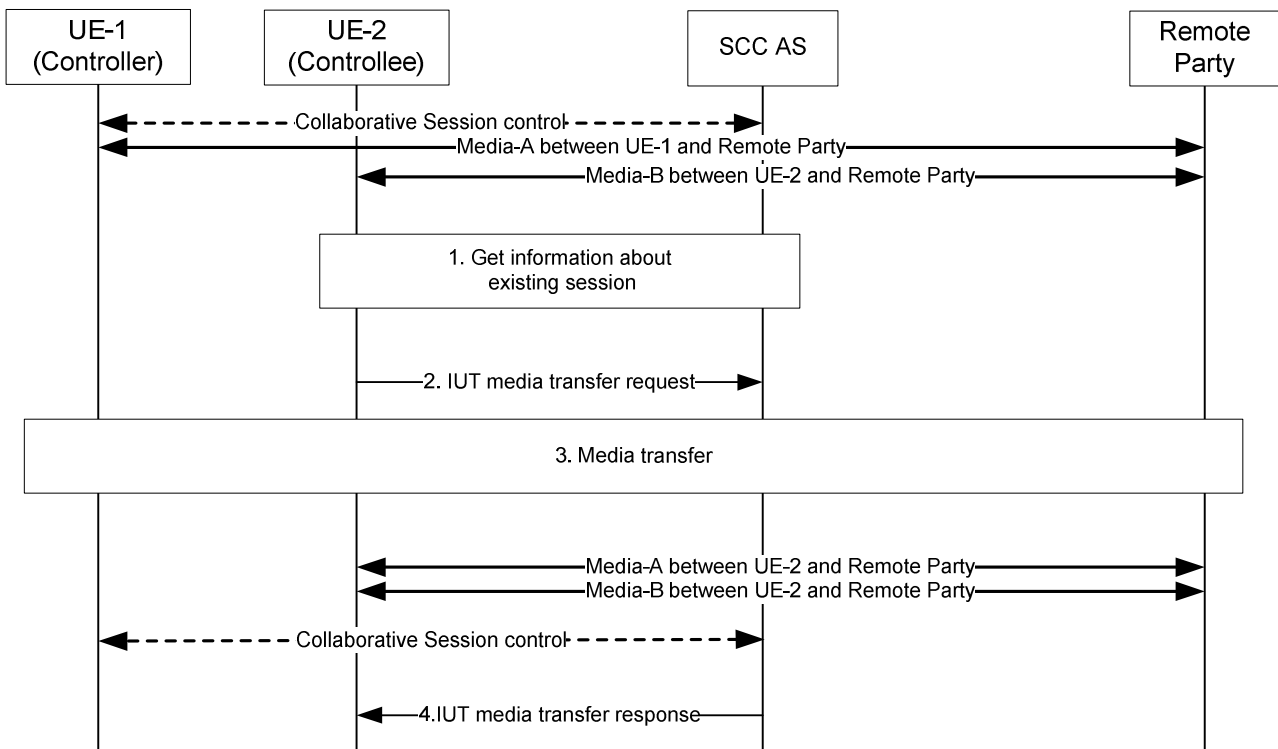 UE-1
(Controller)
UE-2
(Controllee)
SCC AS
Remote
Party
Collaborative Session control
Media-A between UE-1 and Remote Party
Media-B between UE-2 and Remote Party
1. Get information about
existing session
2. IUT media transfer request
3. Media transfer
Media-A between UE-2 and Remote Party
Media-B between UE-2 and Remote Party
Collaborative Session control
4.IUT media transfer response